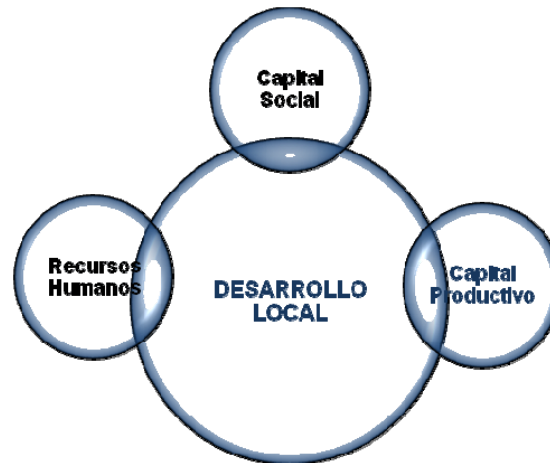 Capital
Social
Recursos
Humanos
DESARROLLO
LOCAL
Capital
Productivo